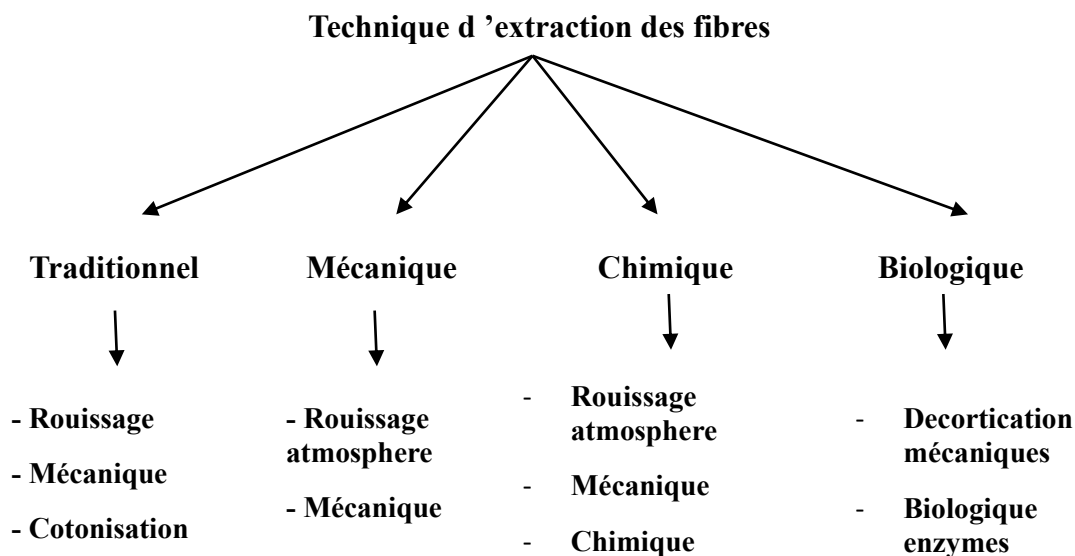 Technique d ’extraction des fibres
Traditionnel
Mécanique
Chimique
Biologique
- Rouissage
- Mécanique
- Cotonisation
- Rouissage
atmosphere
- Mécanique
- Rouissage
atmosphere
- Mécanique
- Chimique
- Decortication
mécaniques
- Biologique
enzymes